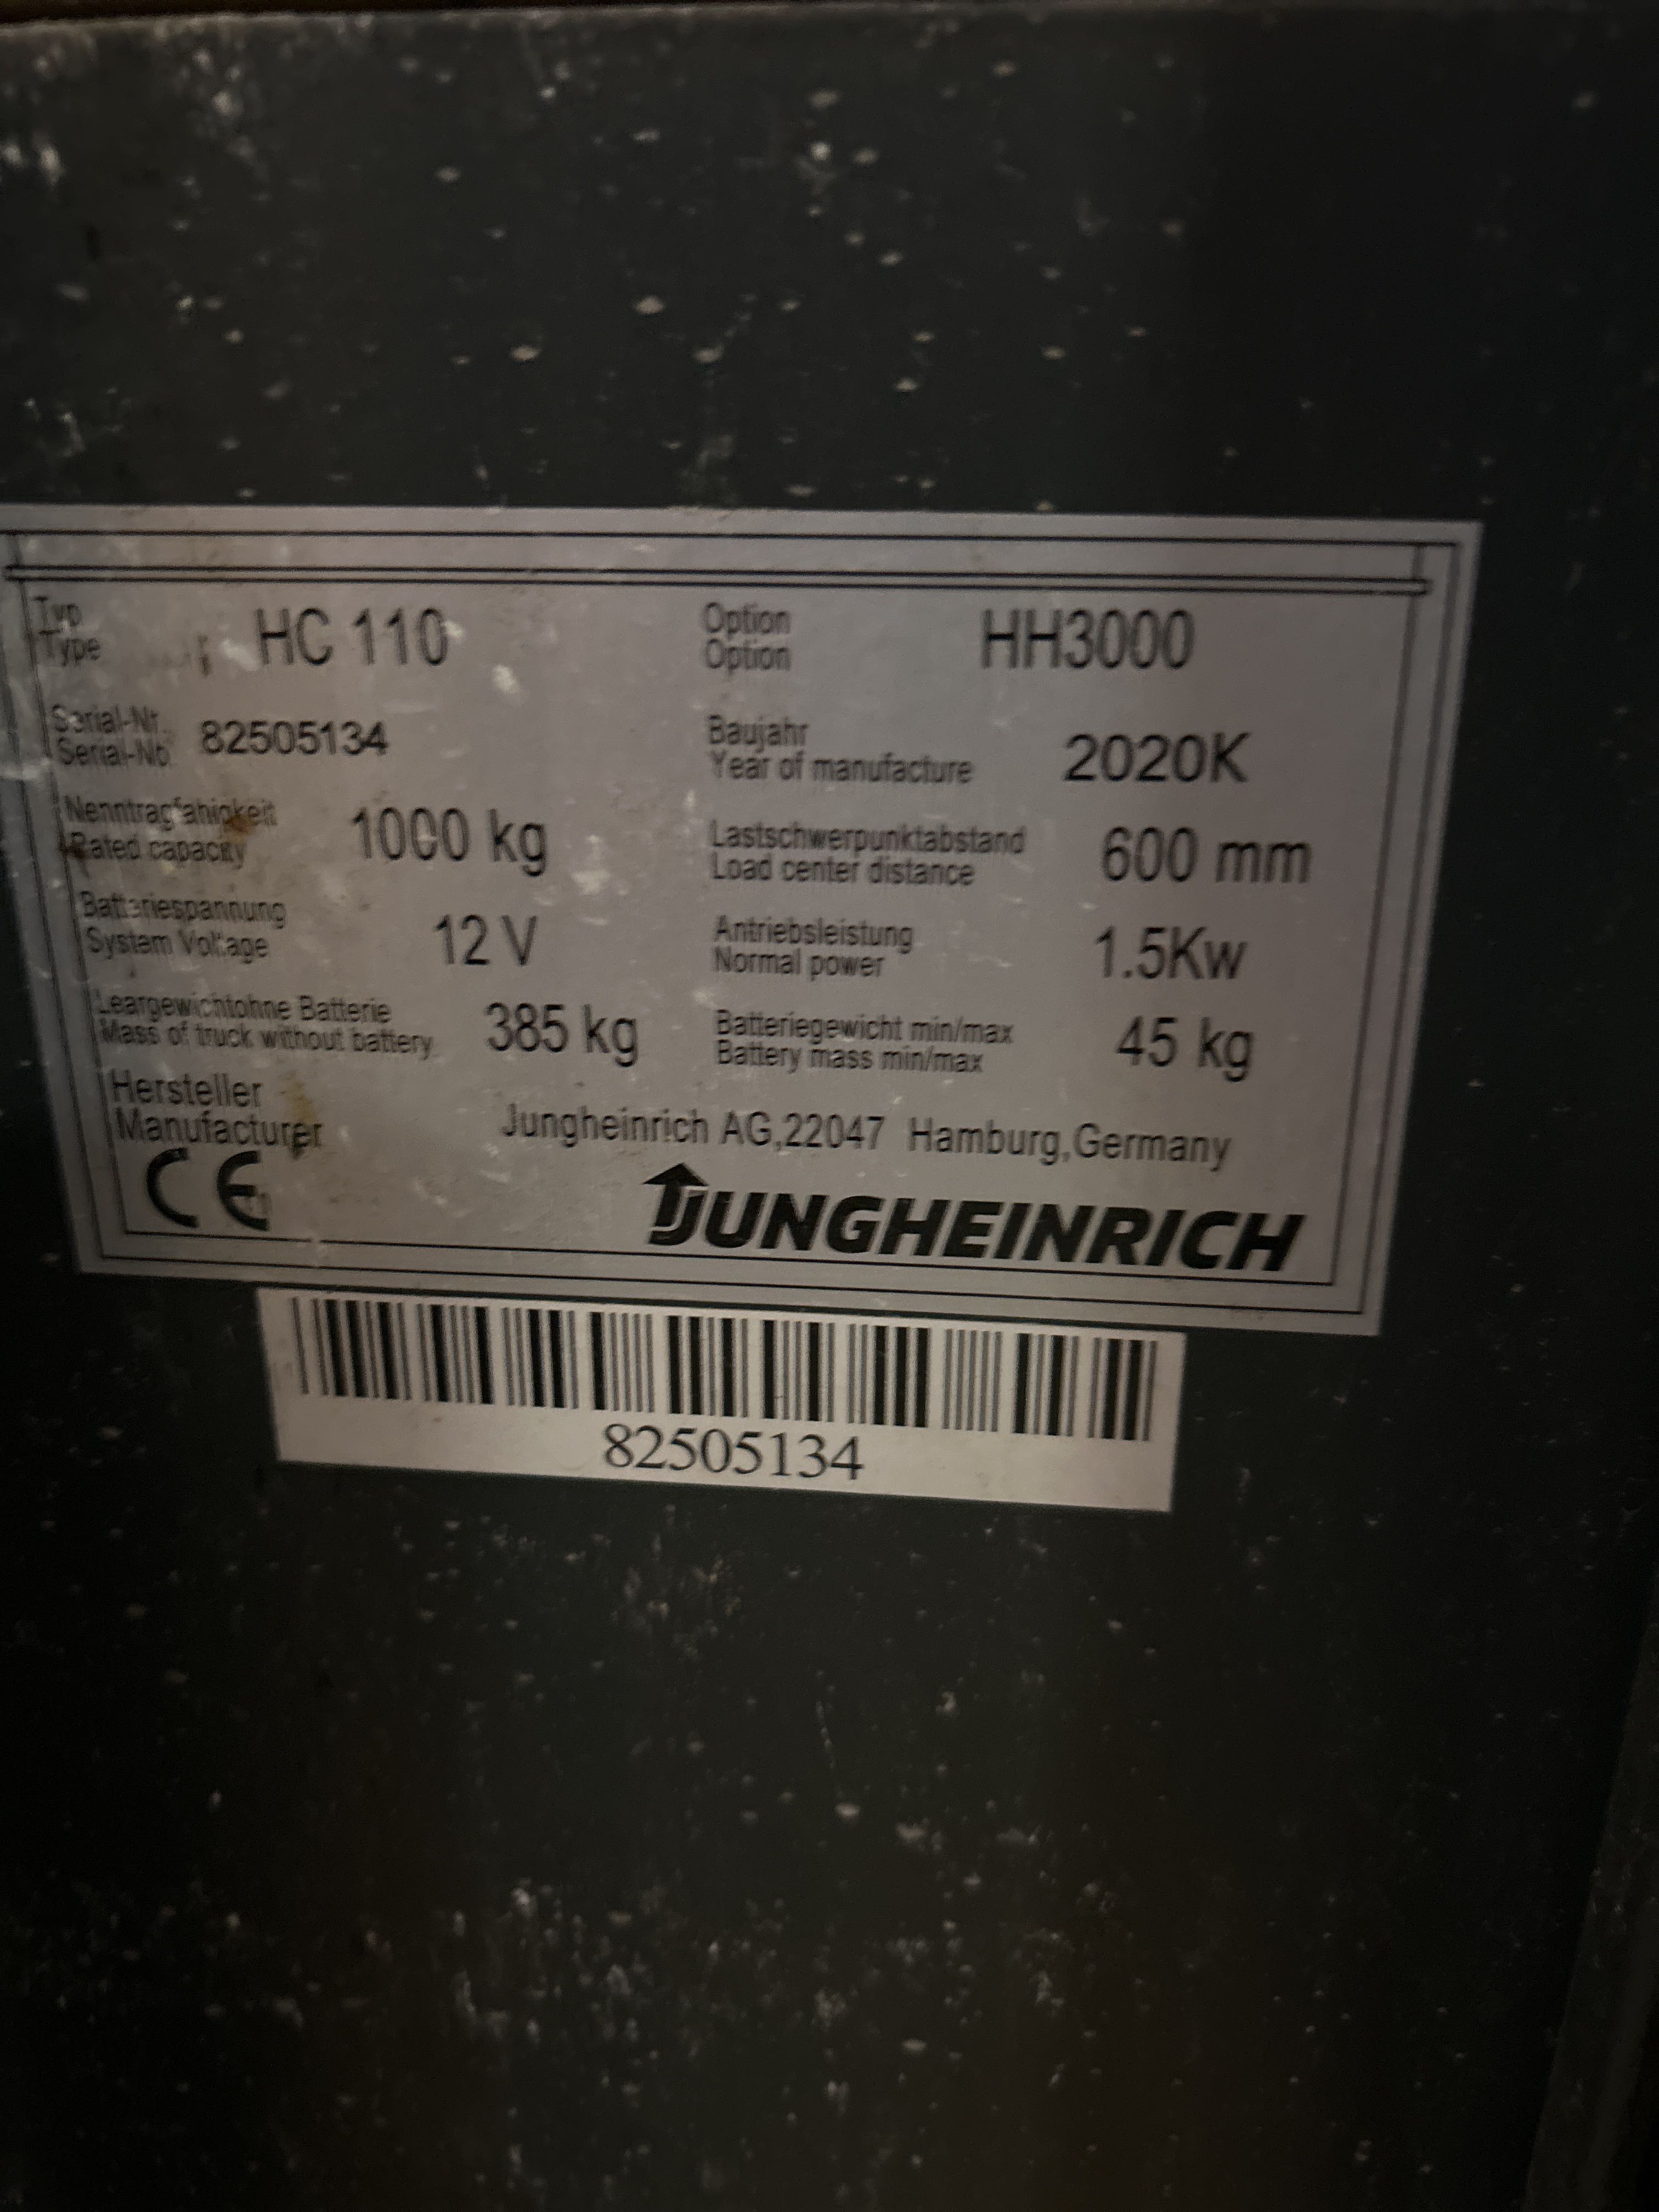 Typ
Type
HC 110
Option
Option
HH3000
Serial-Nr.
Serial-No.
82505134
Baujahr
Year of manufacture
2020K
Nenntragfahigkeit
Rated capacity
1000 kg
Lastschwerpunktabstand
Load center distance
600 mm
Batteriespannung
System Voltage
12 V
Antriebsleistung
Normal power
1.5Kw
Leargewichtohne Batterie
Mass of truck without battery
385 kg
Batteriegewicht min/max
Battery mass min/max
45 kg
Hersteller
Manufacturer
Jungheinrich AG,22047 Hamburg,Germany
CE
JUNGHEINRICH
82505134